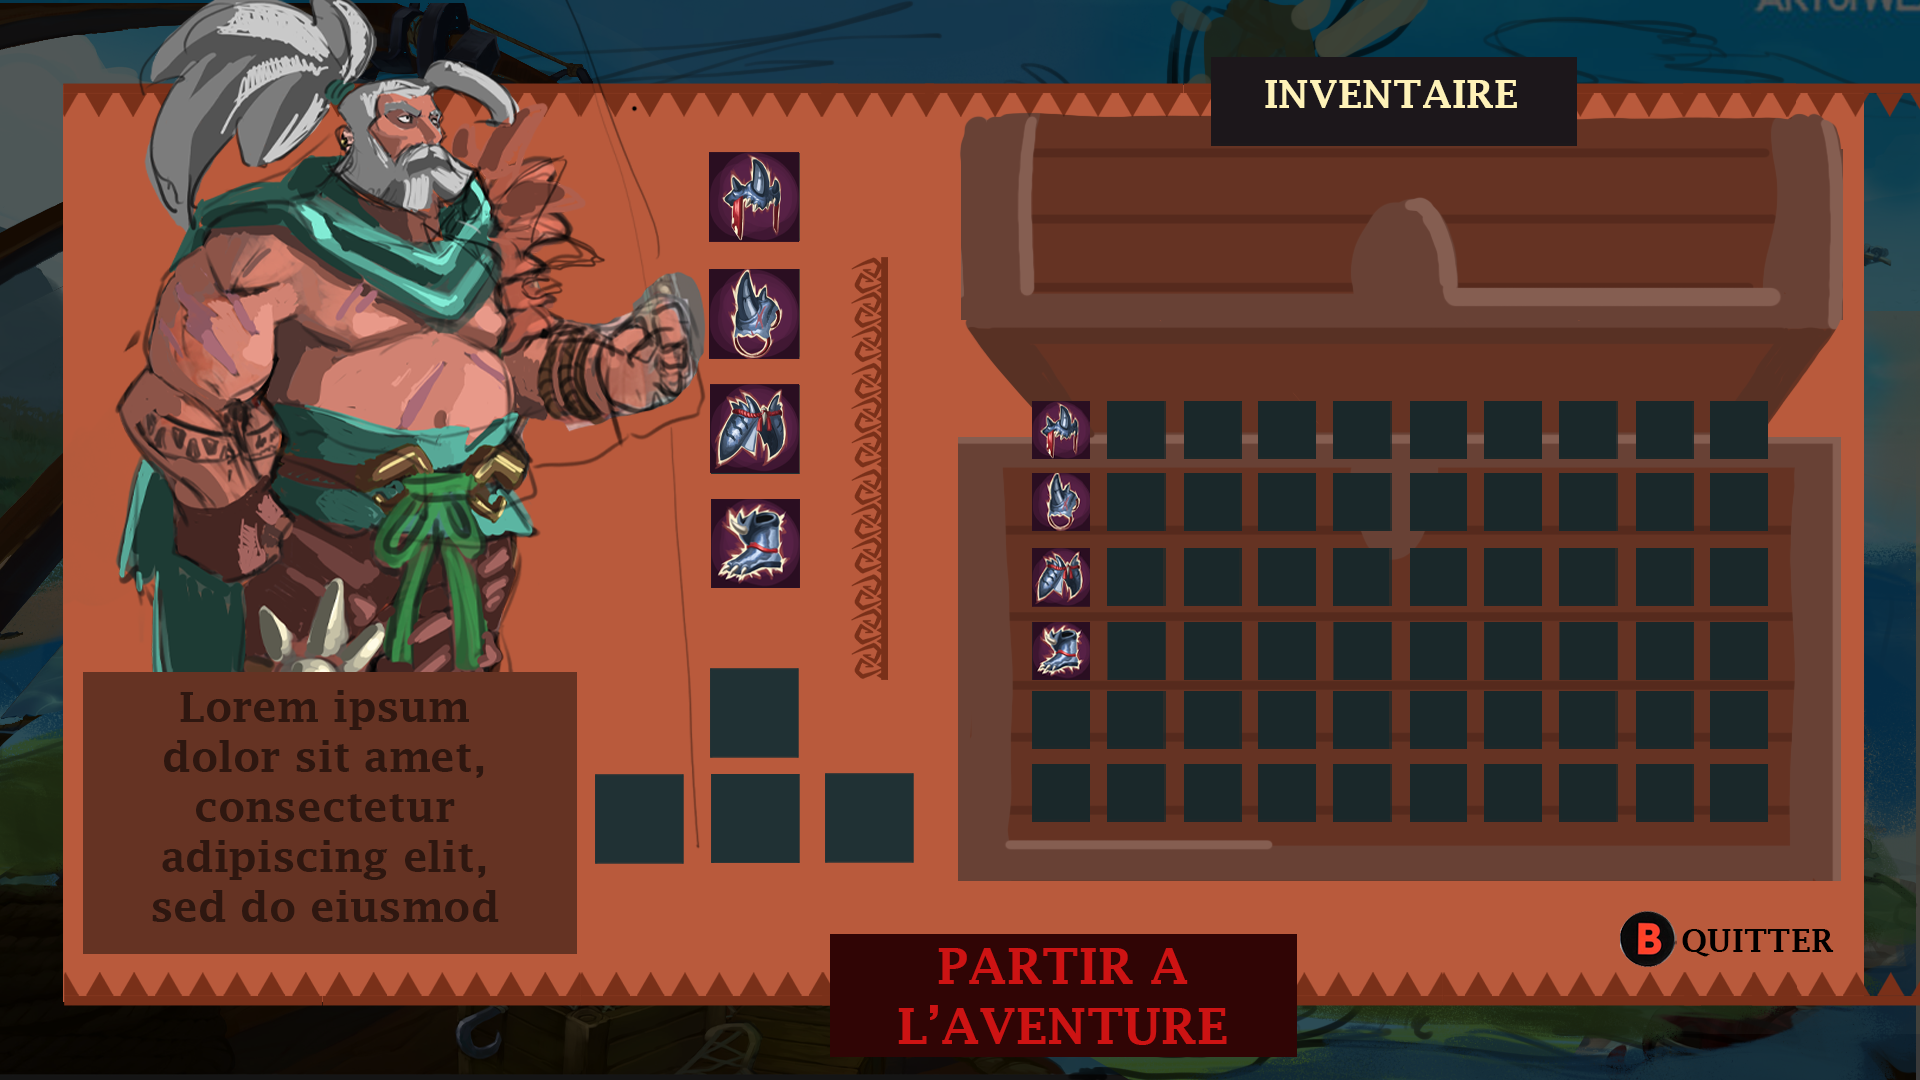 INVENTAIRE
Lorem ipsum
dolor sit amet,
consectetur
adipiscing elit,
sed do eiusmod
B QUITTER
PARTIR A
L'AVENTURE